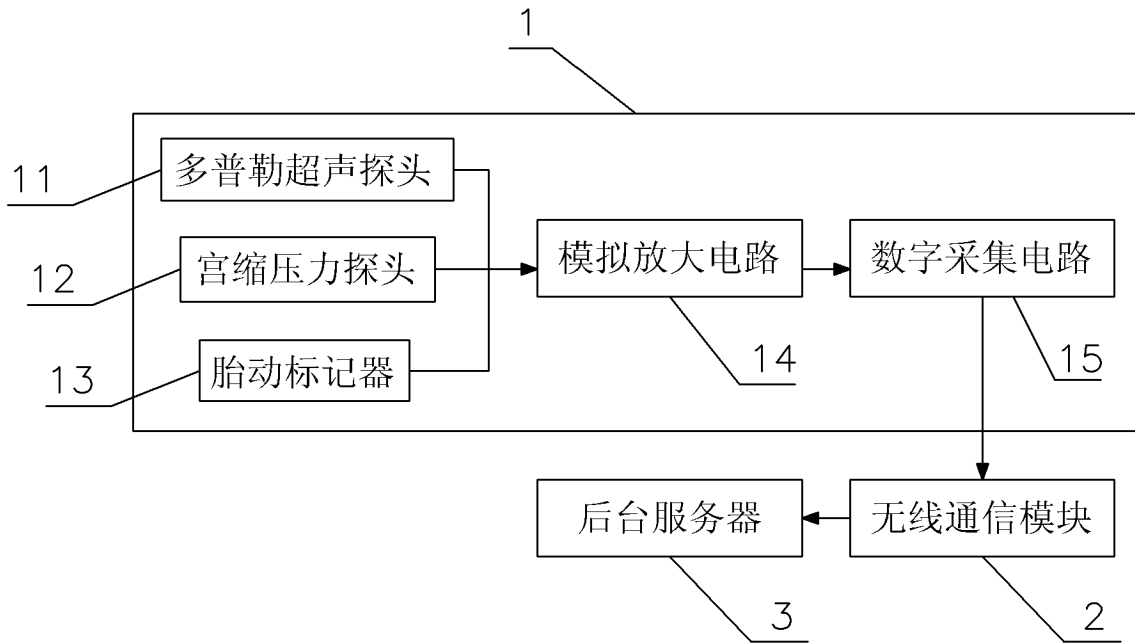 1
11
多普勒超声探头
12
宫缩压力探头
模拟放大电路
数字采集电路
13
胎动标记器
14
15
后台服务器
无线通信模块
3
2